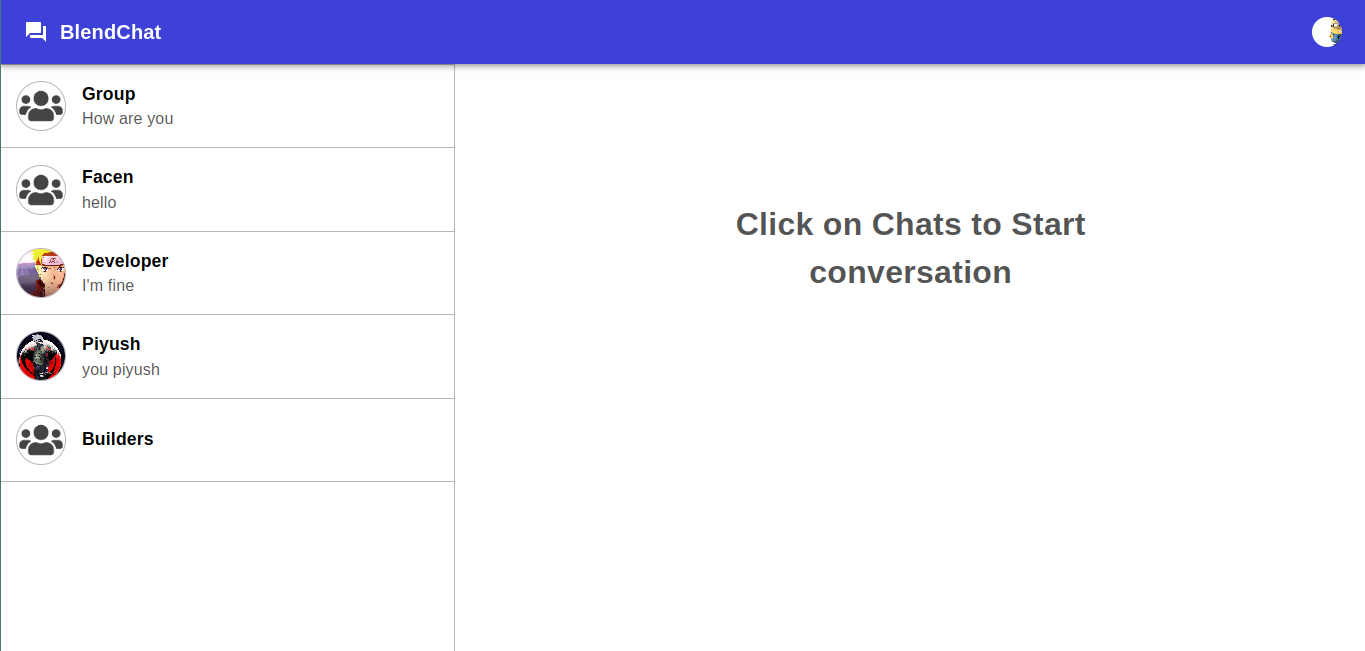 BlendChat
Group
How are you
Facen
hello
Developer
I'm fine
Piyush
you piyush
Builders
Click on Chats to Start
conversation